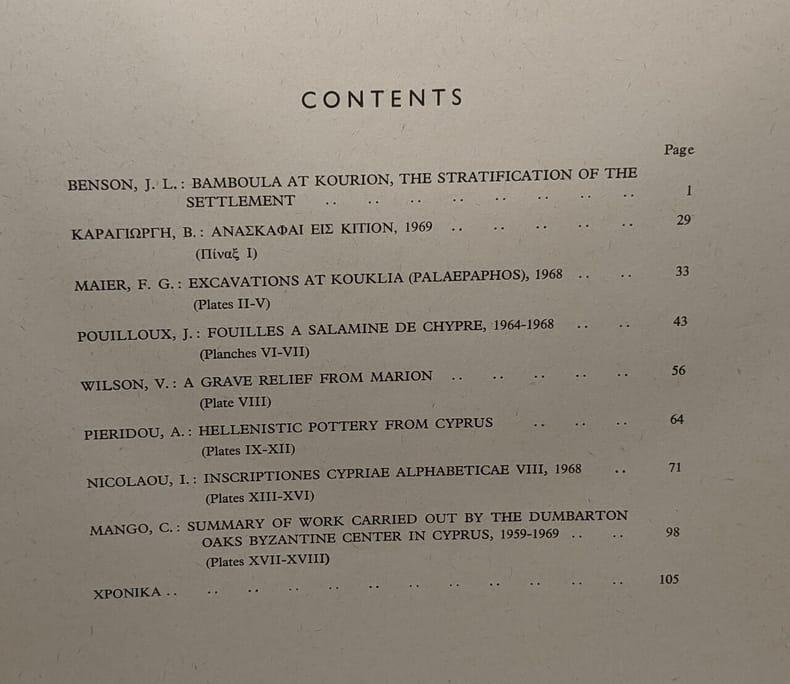 CONTENTS
Page
BENSON, J. L.: BAMBOULA AT KOURION, THE STRATIFICATION OF THE
SETTLEMENT .. .. .. .. .. .. .. .. 1
ΚΑΡΑΓΙΩΡΓΗ, Β.: ΑΝΑΣΚΑΦΑΙ ΕΙΣ ΚΙΤΙΟΝ, 1969 .. .. .. .. .. 29
(Πίναξ Ι)
MAIER, F. G.: EXCAVATIONS AT KOUKLIA (PALAEPAPHOS), 1968 .. .. 33
(Plates II-V)
POUILLOUX, J.: FOUILLES A SALAMINE DE CHYPRE, 1964-1968 .. .. 43
(Planches VI-VII)
WILSON, V.: A GRAVE RELIEF FROM MARION .. .. .. .. .. 56
(Plate VIII)
PIERIDOU, A.: HELLENISTIC POTTERY FROM CYPRUS .. .. .. 64
(Plates IX-XII)
NICOLAOU, I.: INSCRIPTIONES CYPRIAE ALPHABETICAE VIII, 1968 .. 71
(Plates XIII-XVI)
MANGO, C.: SUMMARY OF WORK CARRIED OUT BY THE DUMBARTON
OAKS BYZANTINE CENTER IN CYPRUS, 1959-1969 .. .. 98
(Plates XVII-XVIII)
ΧΡΟΝΙΚΑ .. .. .. .. .. .. .. .. .. .. .. .. 105